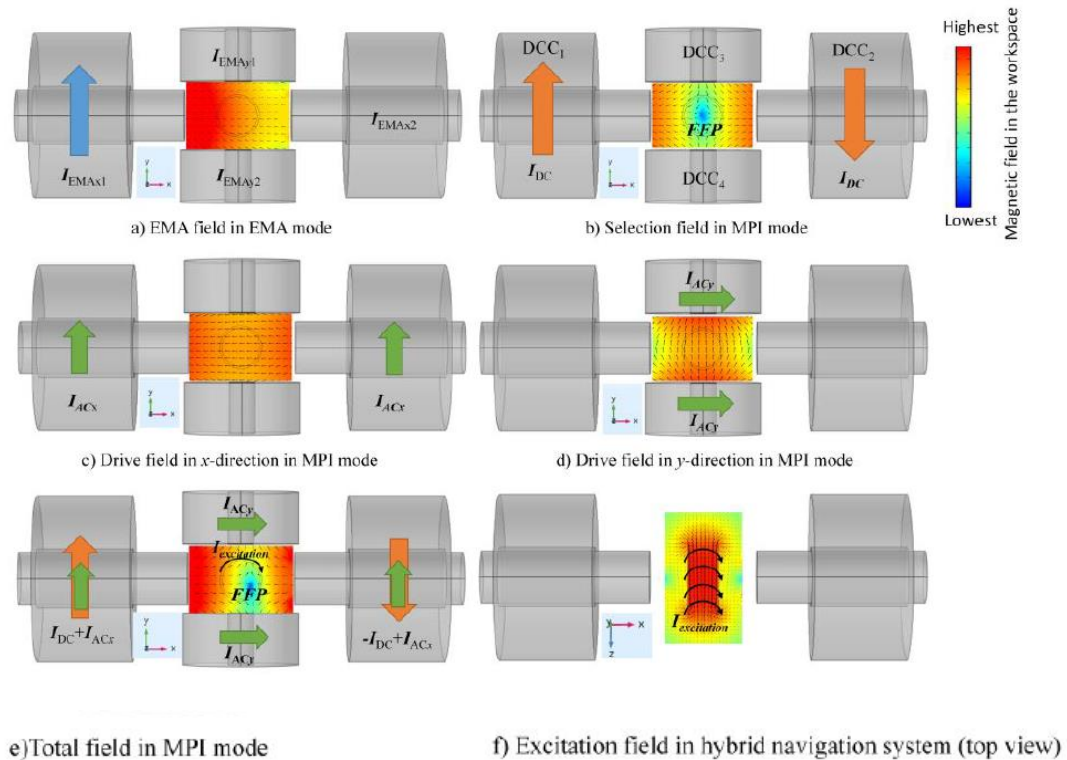 I_EMAy1
I_EMAx2
I_EMAx1
I_EMAy2
y
x
a) EMA field in EMA mode
DCC1
DCC3
DCC2
FFP
DCC4
I_DC
I_DC
y
x
b) Selection field in MPI mode
Highest
Magnetic field in the workspace
Lowest
I_ACx
I_ACx
y
x
c) Drive field in x-direction in MPI mode
I_ACy
I_ACy
y
x
d) Drive field in y-direction in MPI mode
I_ACy
I_excitation
FFP
I_DC+I_ACx
I_ACy
-I_DC+I_ACx
y
x
e)Total field in MPI mode
I_excitation
y
x
z
f) Excitation field in hybrid navigation system (top view)